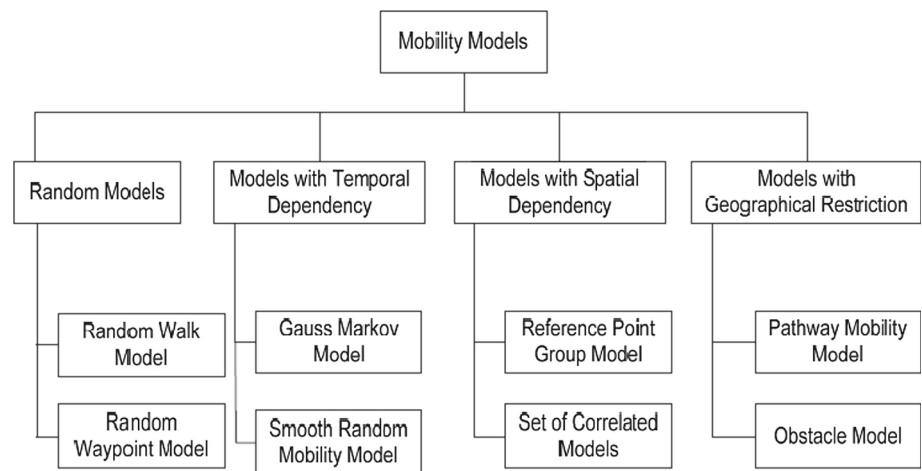 Mobility Models
Random Models
Models with Temporal
Dependency
Models with Spatial
Dependency
Models with
Geographical Restriction
Random Walk
Model
Gauss Markov
Model
Reference Point
Group Model
Pathway Mobility
Model
Random
Waypoint Model
Smooth Random
Mobility Model
Set of Correlated
Models
Obstacle Model